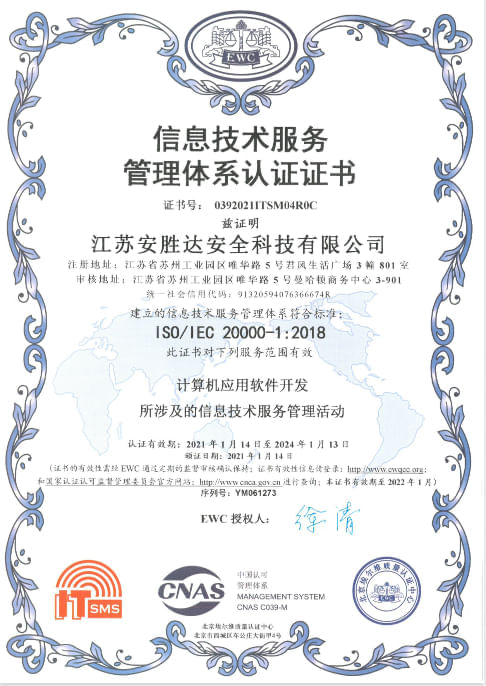 EWC
信息技术服务
管理体系认证证书
证书号： 0392021ITSM04R0C
兹证明
江苏安胜达安全科技有限公司
注册地址：江苏省苏州工业园区唯华路 5 号君风生活广场 3 幢 801 室
审核地址：江苏省苏州工业园区唯华路 5 号曼哈顿商务中心 3-901
统一社会信用代码：91320594076366674R
建立的信息技术服务管理体系符合标准：
ISO/IEC 20000-1:2018
此证书对下列服务范围有效
计算机应用软件开发
所涉及的信息技术服务管理活动
认证有效期：2021 年 1 月 14 日至 2024 年 1 月 13 日
颁证日期：2021 年 1 月 14 日
(证书的有效性需经 EWC 通过定期的监督审核确认保持；证书有效性信息请登录：http://www.ewqcc.org;
和国家认证认可监督管理委员会官方网站：http://www.cnca.gov.cn 进行查询；本证书有效期至 2022 年 1 月)
序列号：YM061273
EWC 授权人：
徐清
ITSMS
CNAS
中国认可
管理体系
MANAGEMENT SYSTEM
CNAS C039-M
北京埃尔维质量认证中心
EWC
北京埃尔维质量认证中心
北京市西城区车公庄大街甲4号